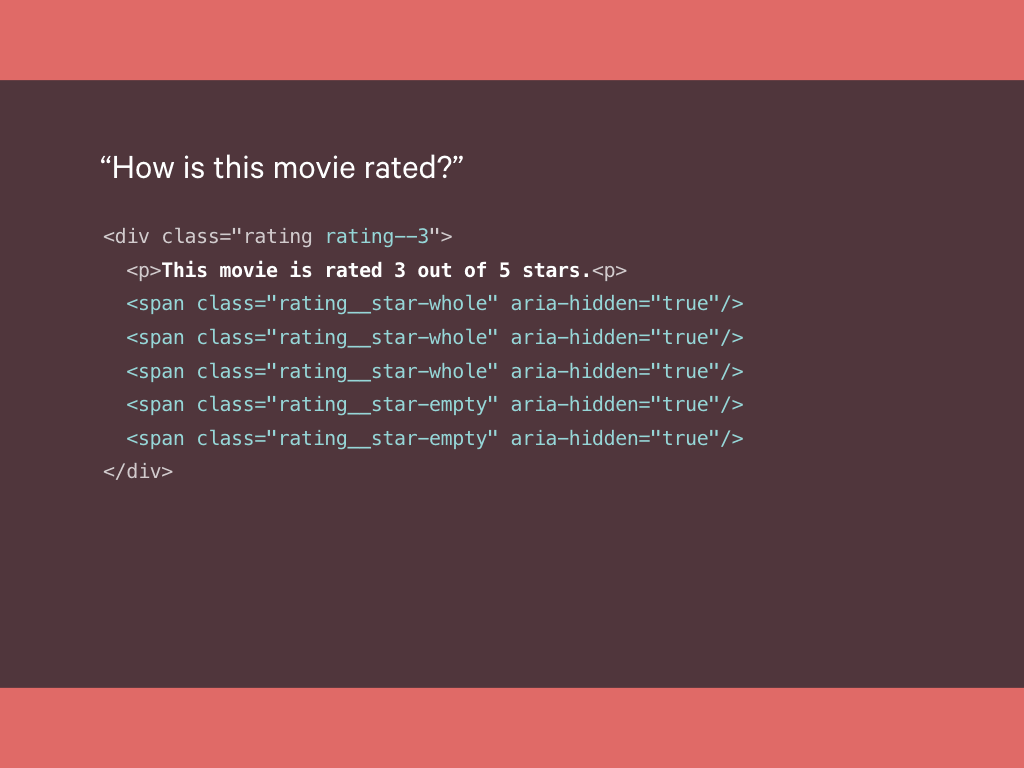 “How is this movie rated?”
<div class="rating rating--3">
<p>This movie is rated 3 out of 5 stars.<p>
<span class="rating__star-whole" aria-hidden="true"/>
<span class="rating__star-whole" aria-hidden="true"/>
<span class="rating__star-whole" aria-hidden="true"/>
<span class="rating__star-empty" aria-hidden="true"/>
<span class="rating__star-empty" aria-hidden="true"/>
</div>